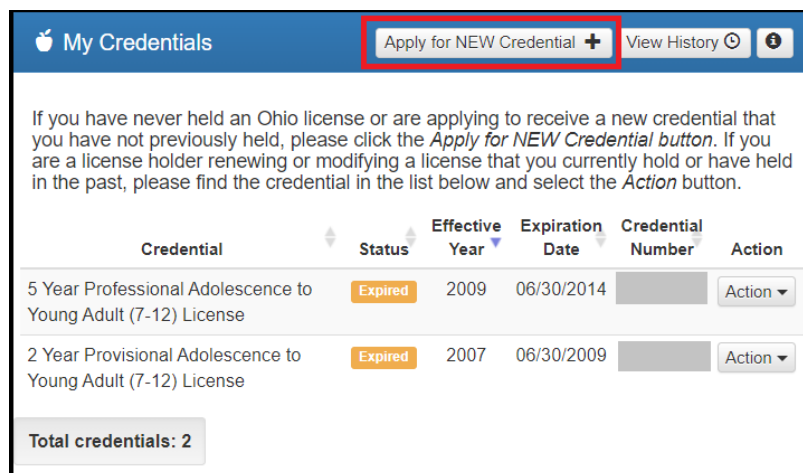 My Credentials
Apply for NEW Credential
View History
If you have never held an Ohio license or are applying to receive a new credential that
you have not previously held, please click the Apply for NEW Credential button. If you
are a license holder renewing or modifying a license that you currently hold or have held
in the past, please find the credential in the list below and select the Action button.
Credential Status Effective Year Expiration Date Credential Number Action
5 Year Professional Adolescence to Expired 2009 06/30/2014 Action
Young Adult (7-12) License
2 Year Provisional Adolescence to Expired 2007 06/30/2009 Action
Young Adult (7-12) License
Total credentials: 2